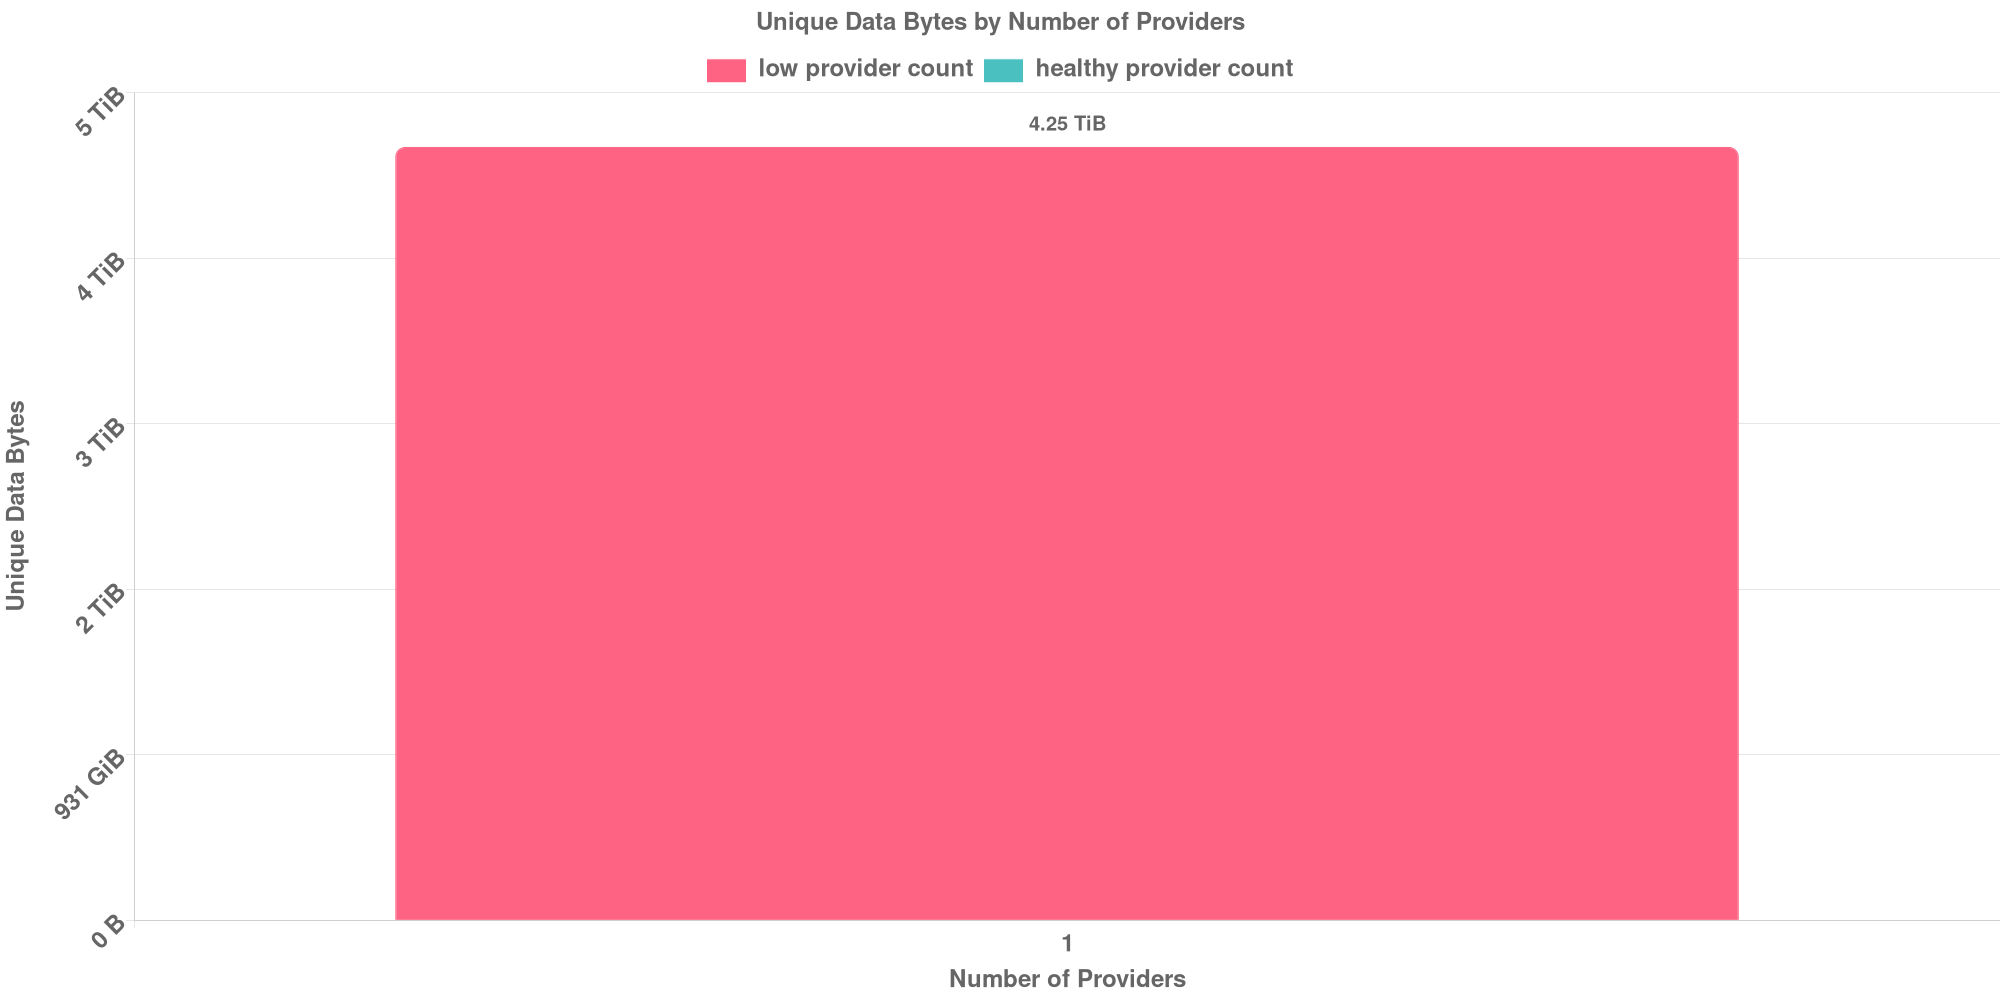 Unique Data Bytes by Number of Providers
low provider count healthy provider count
5 TiB
4.25 TiB
4 TiB
3 TiB
2 TiB
931 GiB
0 B
Unique Data Bytes
1
Number of Providers